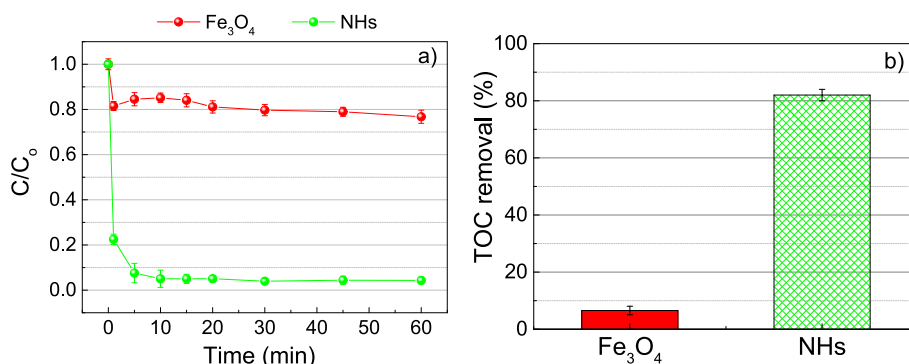 Fe₃O₄ NHs
a)
1.0
0.8
0.6
0.4
0.2
0.0
C/C₀
0 10 20 30 40 50 60
Time (min)
b)
100
80
60
40
20
0
TOC removal (%)
Fe₃O₄ NHs